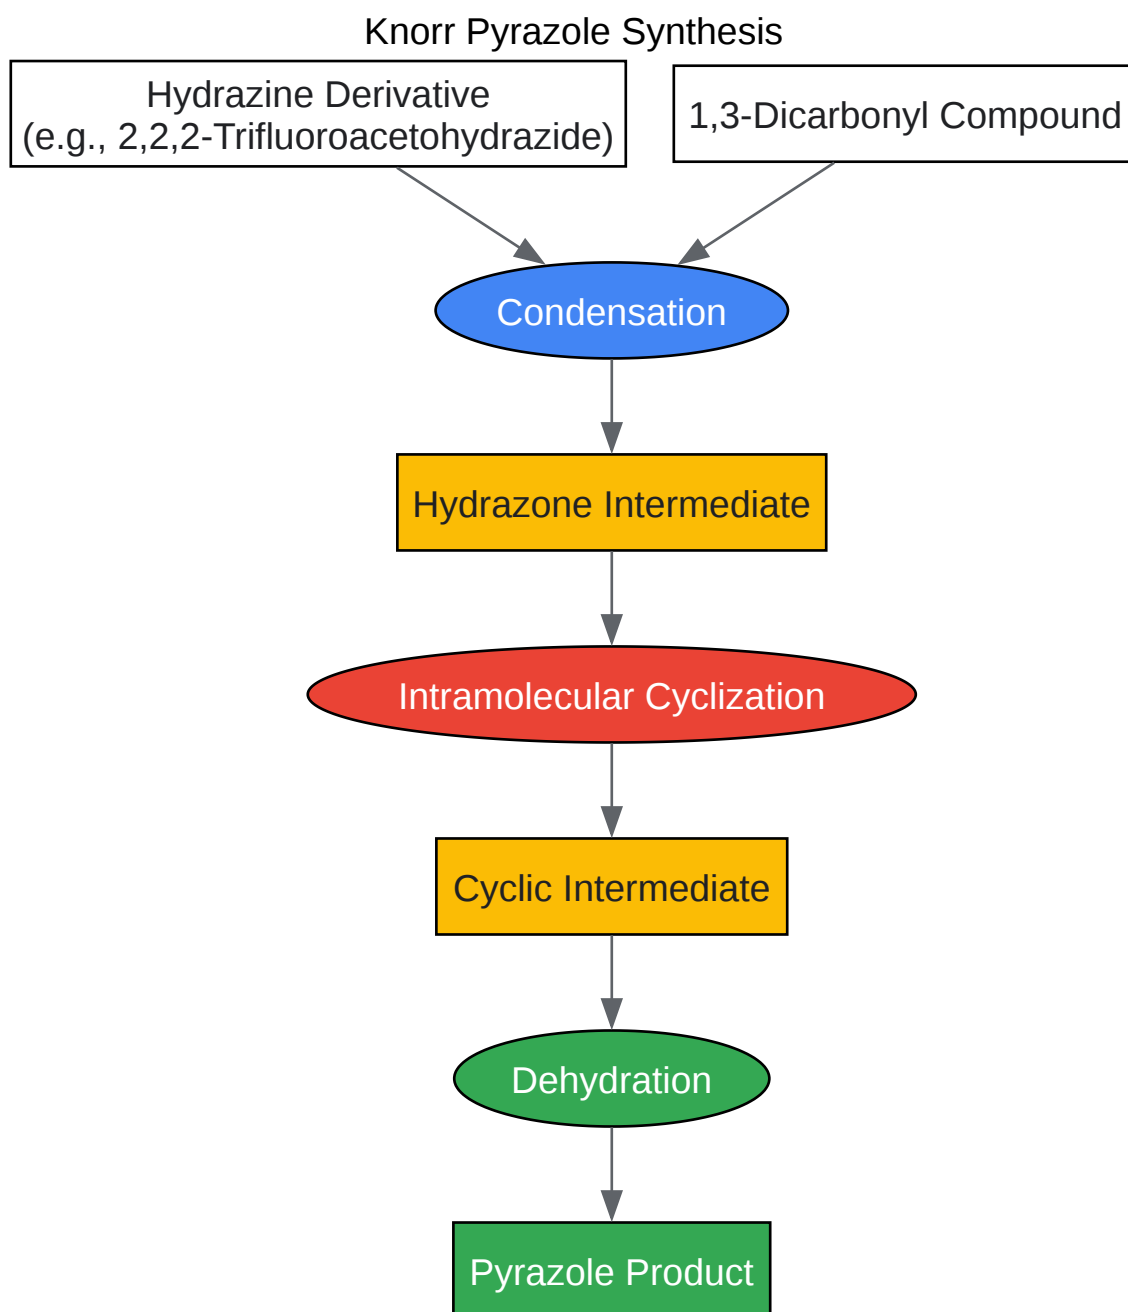 Knorr Pyrazole Synthesis
Hydrazine Derivative
(e.g., 2,2,2-Trifluoroacetohydrazide)
1,3-Dicarbonyl Compound
Condensation
Hydrazone Intermediate
Intramolecular Cyclization
Cyclic Intermediate
Dehydration
Pyrazole Product